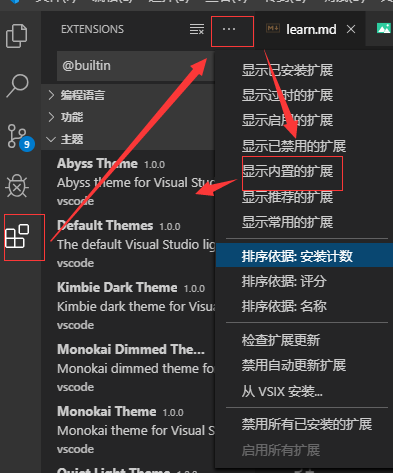 EXTENSIONS
learn.md
@builtin
编程语言
功能
主题
Abyss Theme 1.0.0
Abyss theme for Visual Stud
vscode
Default Themes 1.0.0
The default Visual Studio lig
vscode
Kimbie Dark Theme 1.0.0
Kimbie dark theme for Visua
vscode
Monokai Dimmed The... 1.0.0
Monokai dimmed theme for
vscode
Monokai Theme 1.0.0
Monokai theme for Visual S
vscode
Quiet Light Theme 1.0.0
9
显示已安装扩展
显示过时的扩展
显示启用的扩展
显示已禁用的扩展
显示内置的扩展
显示推荐的扩展
显示常用的扩展
排序依据: 安装计数
排序依据: 评分
排序依据: 名称
检查扩展更新
禁用自动更新扩展
从 VSIX 安装...
禁用所有已安装的扩展
启用所有扩展